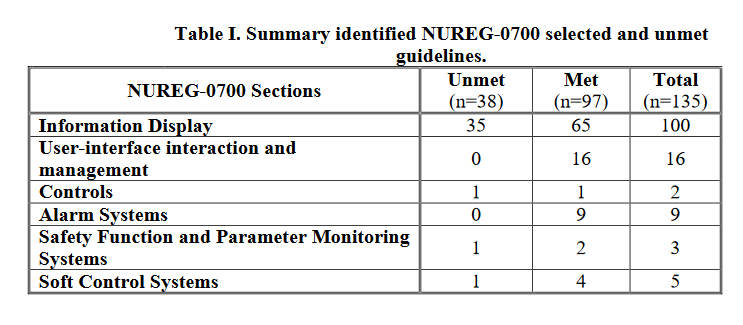 Table I. Summary identified NUREG-0700 selected and unmet
guidelines.
NUREG-0700 Sections Unmet (n=38) Met (n=97) Total (n=135)
Information Display 35 65 100
User-interface interaction and
management 0 16 16
Controls 1 1 2
Alarm Systems 0 9 9
Safety Function and Parameter Monitoring
Systems 1 2 3
Soft Control Systems 1 4 5